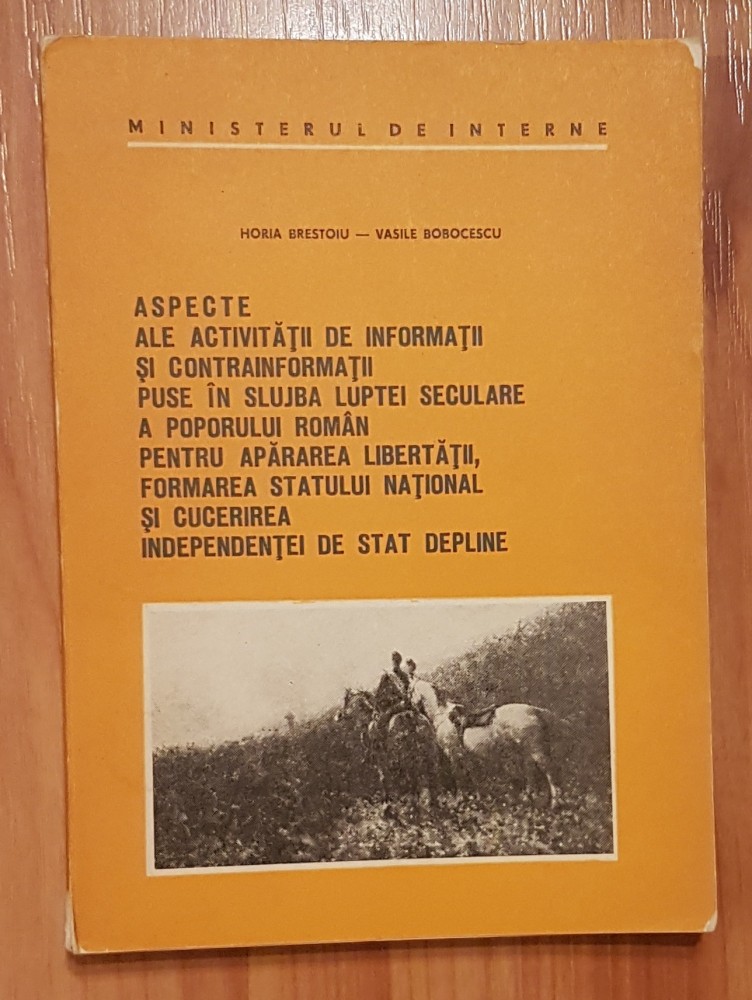 MINISTERUL DE INTERNE
HORIA BRESTOIU — VASILE BOBOCESCU
ASPECTE
ALE ACTIVITĂŢII DE INFORMAŢII
ŞI CONTRAINFORMAŢII
PUSE ÎN SLUJBA LUPTEI SECULARE
A POPORULUI ROMÂN
PENTRU APĂRAREA LIBERTĂŢII,
FORMAREA STATULUI NAŢIONAL
ŞI CUCERIREA
INDEPENDENŢEI DE STAT DEPLINE